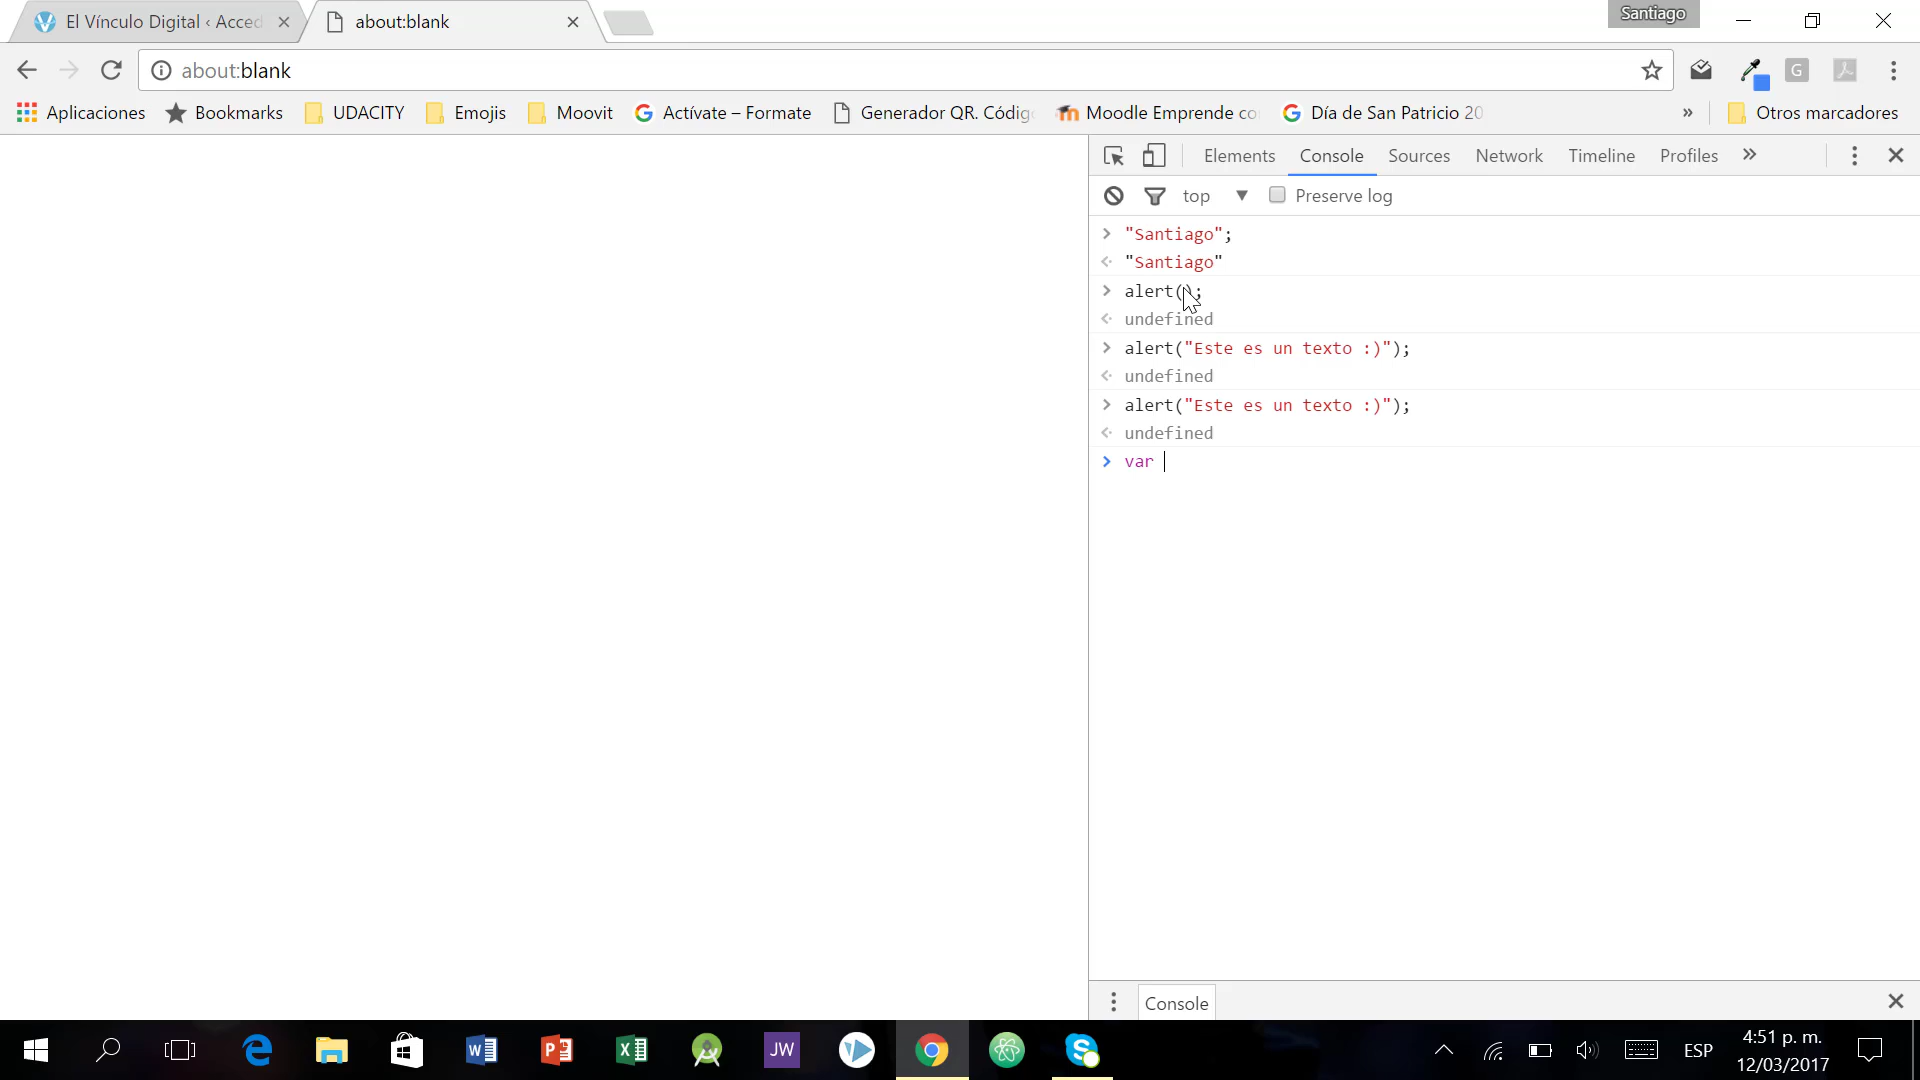 El Vínculo Digital ‹ Acced
about:blank
Santiago
about:blank
Aplicaciones
Bookmarks
UDACITY
Emojis
Moovit
Actívate – Formate
Generador QR. Códig
Moodle Emprende co
Día de San Patricio 20
»
Otros marcadores
Elements
Console
Sources
Network
Timeline
Profiles
»
top
Preserve log
"Santiago";
"Santiago"
alert();
undefined
alert("Este es un texto :)");
undefined
alert("Este es un texto :)");
undefined
var
Console
JW
4:51 p. m.
ESP
12/03/2017